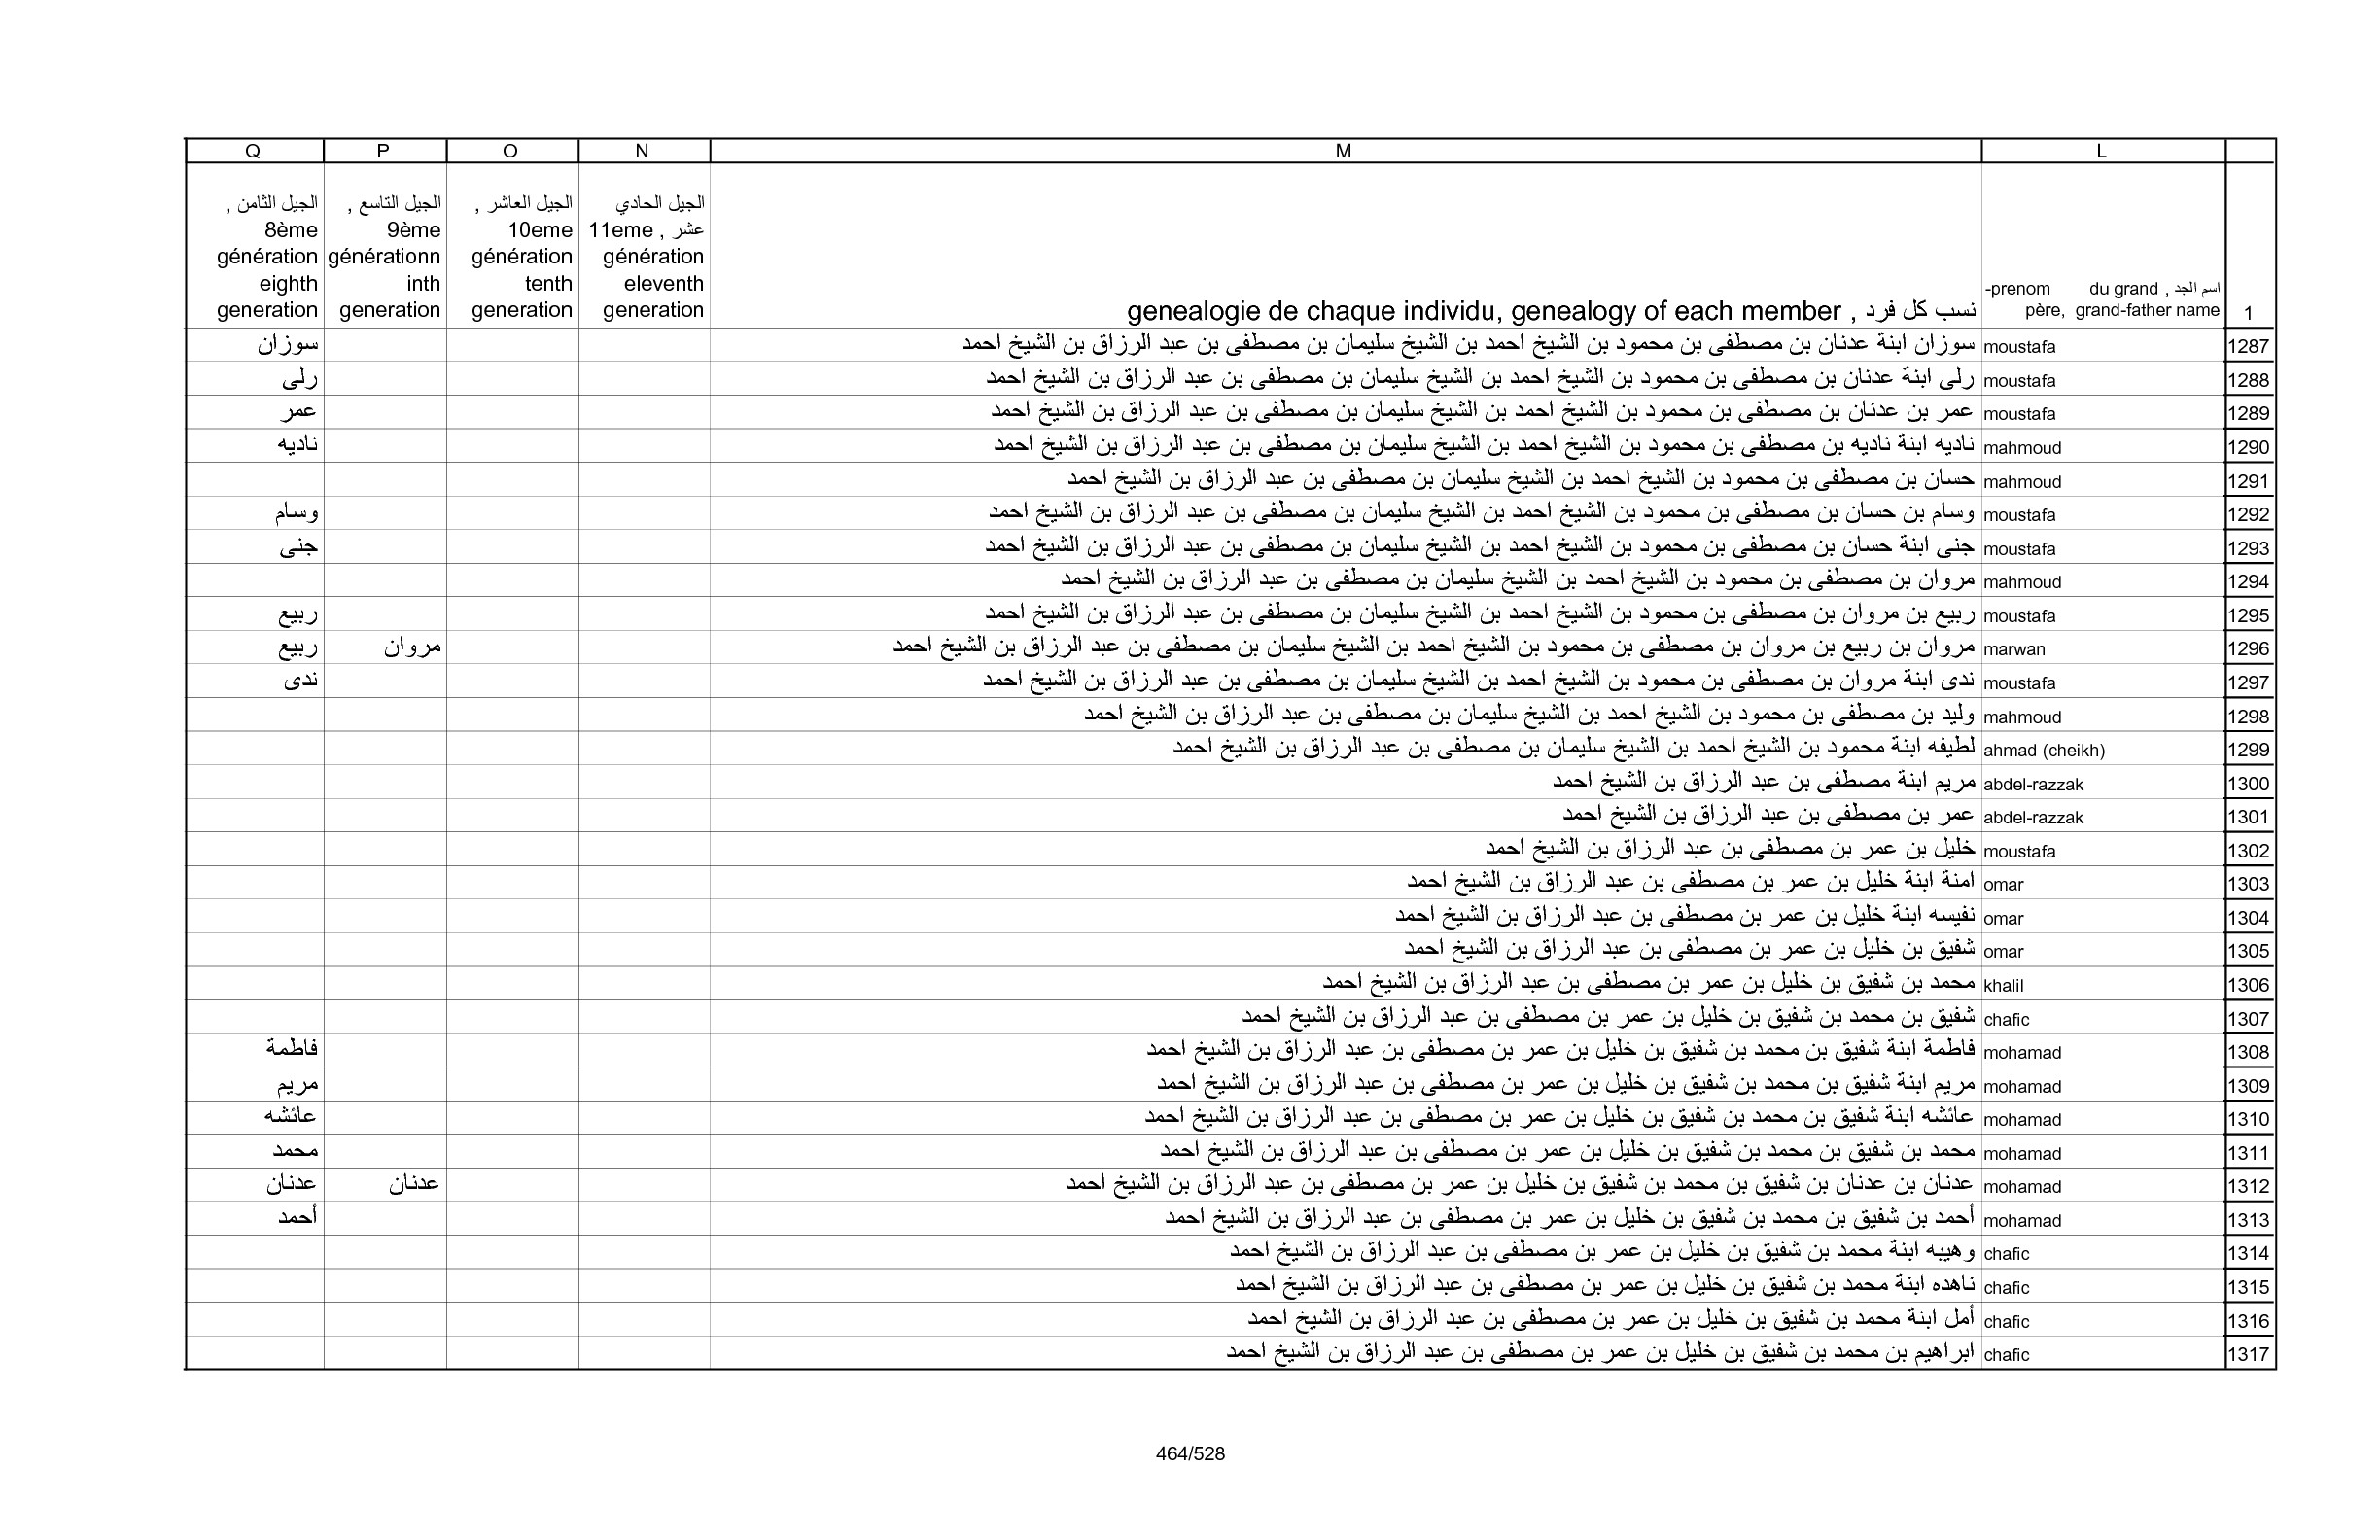 L M N O P Q
1 اسم الجد , du grand -prenom père, grand-father name نسب كل فرد , genealogie de chaque individu, genealogy of each member الجيل الحادي عشر , 11eme génération eleventh generation الجيل العاشر , 10eme génération tenth generation الجيل التاسع , 9ème générationn inth generation الجيل الثامن , 8ème génération eighth generation
1287 moustafa سوزان ابنة عدنان بن مصطفى بن محمود بن الشيخ احمد بن الشيخ سليمان بن مصطفى بن عبد الرزاق بن الشيخ احمد سوزان
1288 moustafa رلى ابنة عدنان بن مصطفى بن محمود بن الشيخ احمد بن الشيخ سليمان بن مصطفى بن عبد الرزاق بن الشيخ احمد رلى
1289 moustafa عمر بن عدنان بن مصطفى بن محمود بن الشيخ احمد بن الشيخ سليمان بن مصطفى بن عبد الرزاق بن الشيخ احمد عمر
1290 mahmoud ناديه ابنة ناديه بن مصطفى بن محمود بن الشيخ احمد بن الشيخ سليمان بن مصطفى بن عبد الرزاق بن الشيخ احمد ناديه
1291 mahmoud حسان بن مصطفى بن محمود بن الشيخ احمد بن الشيخ سليمان بن مصطفى بن عبد الرزاق بن الشيخ احمد
1292 moustafa وسام بن حسان بن مصطفى بن محمود بن الشيخ احمد بن الشيخ سليمان بن مصطفى بن عبد الرزاق بن الشيخ احمد وسام
1293 moustafa جنى ابنة حسان بن مصطفى بن محمود بن الشيخ احمد بن الشيخ سليمان بن مصطفى بن عبد الرزاق بن الشيخ احمد جنى
1294 mahmoud مروان بن مصطفى بن محمود بن الشيخ احمد بن الشيخ سليمان بن مصطفى بن عبد الرزاق بن الشيخ احمد
1295 moustafa ربيع بن مروان بن مصطفى بن محمود بن الشيخ احمد بن الشيخ سليمان بن مصطفى بن عبد الرزاق بن الشيخ احمد ربيع
1296 marwan مروان بن ربيع بن مروان بن مصطفى بن محمود بن الشيخ احمد بن الشيخ سليمان بن مصطفى بن عبد الرزاق بن الشيخ احمد مروان ربيع
1297 moustafa ندى ابنة مروان بن مصطفى بن محمود بن الشيخ احمد بن الشيخ سليمان بن مصطفى بن عبد الرزاق بن الشيخ احمد ندى
1298 mahmoud وليد بن مصطفى بن محمود بن الشيخ احمد بن الشيخ سليمان بن مصطفى بن عبد الرزاق بن الشيخ احمد
1299 ahmad (cheikh) لطيفه ابنة محمود بن الشيخ احمد بن الشيخ سليمان بن مصطفى بن عبد الرزاق بن الشيخ احمد
1300 abdel-razzak مريم ابنة مصطفى بن عبد الرزاق بن الشيخ احمد
1301 abdel-razzak عمر بن مصطفى بن عبد الرزاق بن الشيخ احمد
1302 moustafa خليل بن عمر بن مصطفى بن عبد الرزاق بن الشيخ احمد
1303 omar امنة ابنة خليل بن عمر بن مصطفى بن عبد الرزاق بن الشيخ احمد
1304 omar نفيسه ابنة خليل بن عمر بن مصطفى بن عبد الرزاق بن الشيخ احمد
1305 omar شفيق بن خليل بن عمر بن مصطفى بن عبد الرزاق بن الشيخ احمد
1306 khalil محمد بن شفيق بن خليل بن عمر بن مصطفى بن عبد الرزاق بن الشيخ احمد
1307 chafic شفيق بن محمد بن شفيق بن خليل بن عمر بن مصطفى بن عبد الرزاق بن الشيخ احمد
1308 mohamad فاطمة ابنة شفيق بن محمد بن شفيق بن خليل بن عمر بن مصطفى بن عبد الرزاق بن الشيخ احمد فاطمة
1309 mohamad مريم ابنة شفيق بن محمد بن شفيق بن خليل بن عمر بن مصطفى بن عبد الرزاق بن الشيخ احمد مريم
1310 mohamad عائشه ابنة شفيق بن محمد بن شفيق بن خليل بن عمر بن مصطفى بن عبد الرزاق بن الشيخ احمد عائشه
1311 mohamad محمد بن شفيق بن محمد بن شفيق بن خليل بن عمر بن مصطفى بن عبد الرزاق بن الشيخ احمد محمد
1312 mohamad عدنان بن عدنان بن شفيق بن محمد بن شفيق بن خليل بن عمر بن مصطفى بن عبد الرزاق بن الشيخ احمد عدنان عدنان
1313 mohamad أحمد بن شفيق بن محمد بن شفيق بن خليل بن عمر بن مصطفى بن عبد الرزاق بن الشيخ احمد أحمد
1314 chafic وهيبه ابنة محمد بن شفيق بن خليل بن عمر بن مصطفى بن عبد الرزاق بن الشيخ احمد
1315 chafic ناهده ابنة محمد بن شفيق بن خليل بن عمر بن مصطفى بن عبد الرزاق بن الشيخ احمد
1316 chafic أمل ابنة محمد بن شفيق بن خليل بن عمر بن مصطفى بن عبد الرزاق بن الشيخ احمد
1317 chafic ابراهيم بن محمد بن شفيق بن خليل بن عمر بن مصطفى بن عبد الرزاق بن الشيخ احمد
464/528